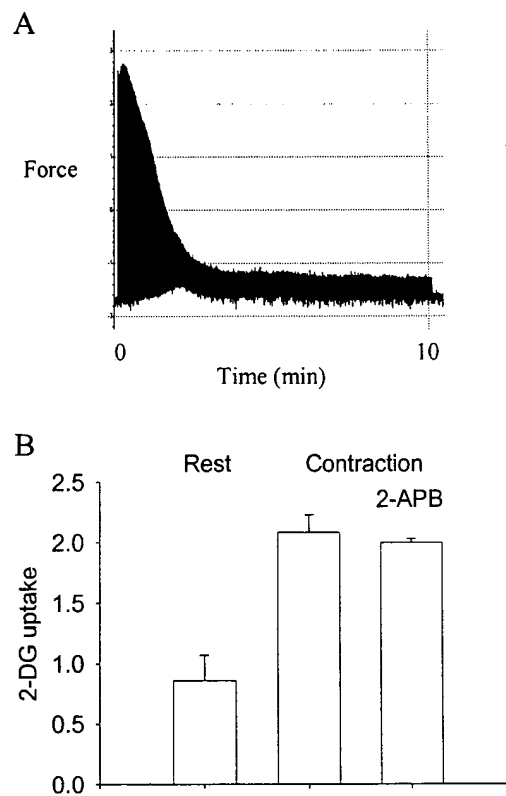 A
Force
0
10
Time (min)
B
Rest
Contraction
2-APB
2.5
2.0
1.5
1.0
0.5
0.0
2-DG uptake